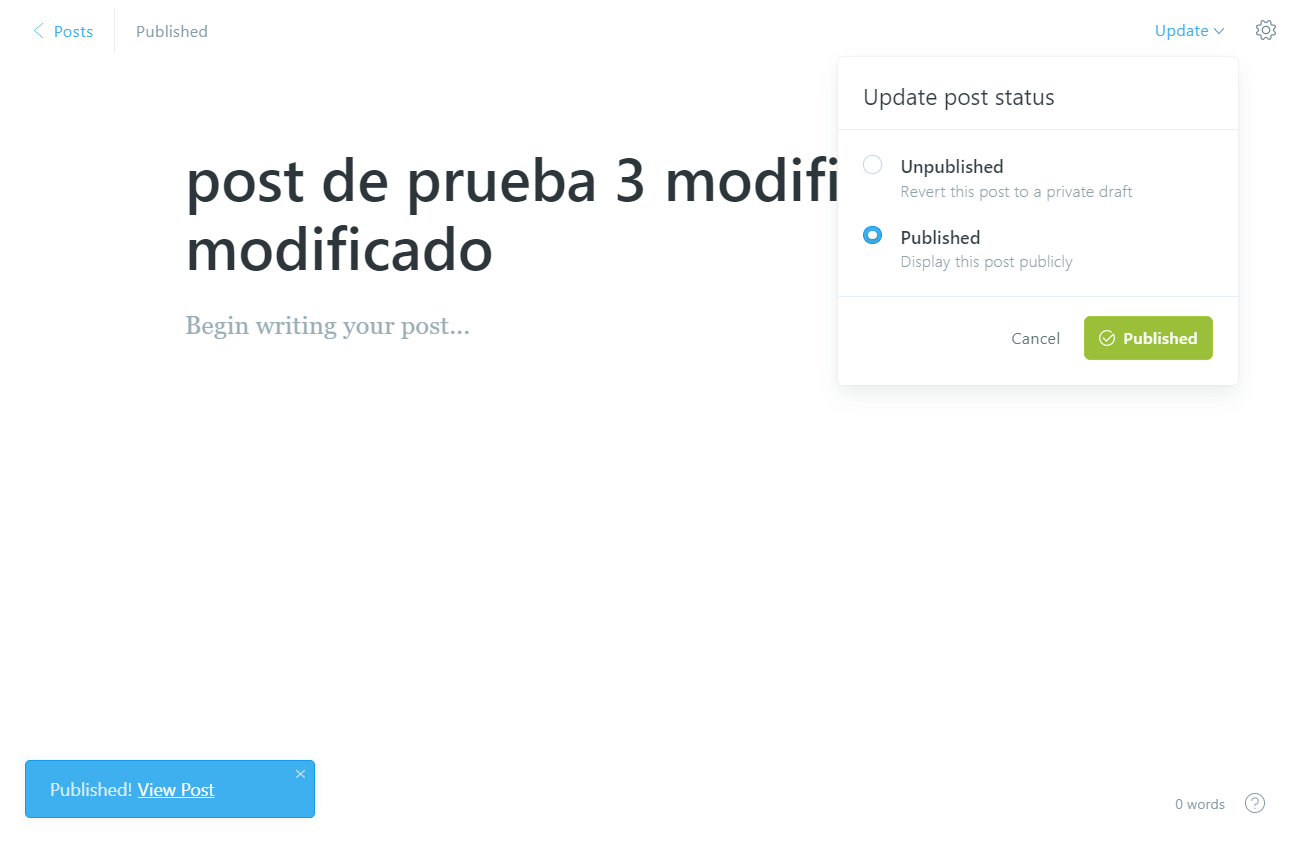 Posts
Published
Update
Update post status
Unpublished
Revert this post to a private draft
Published
Display this post publicly
Cancel
Published
post de prueba 3 modifi
modificado
Begin writing your post...
Published! View Post
0 words
?